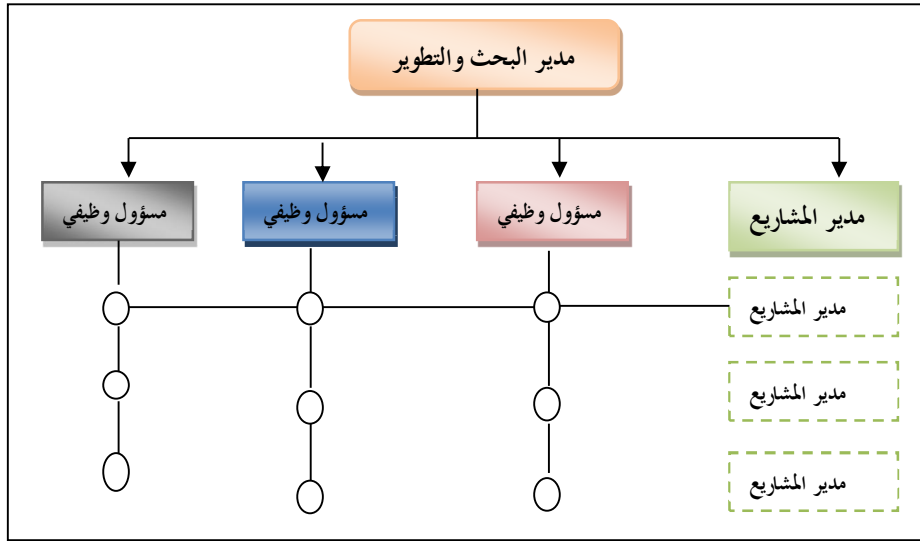 مدير البحث والتطوير
مدير المشاريع
مسؤول وظيفي
مسؤول وظيفي
مسؤول وظيفي
مدير المشاريع
مدير المشاريع
مدير المشاريع